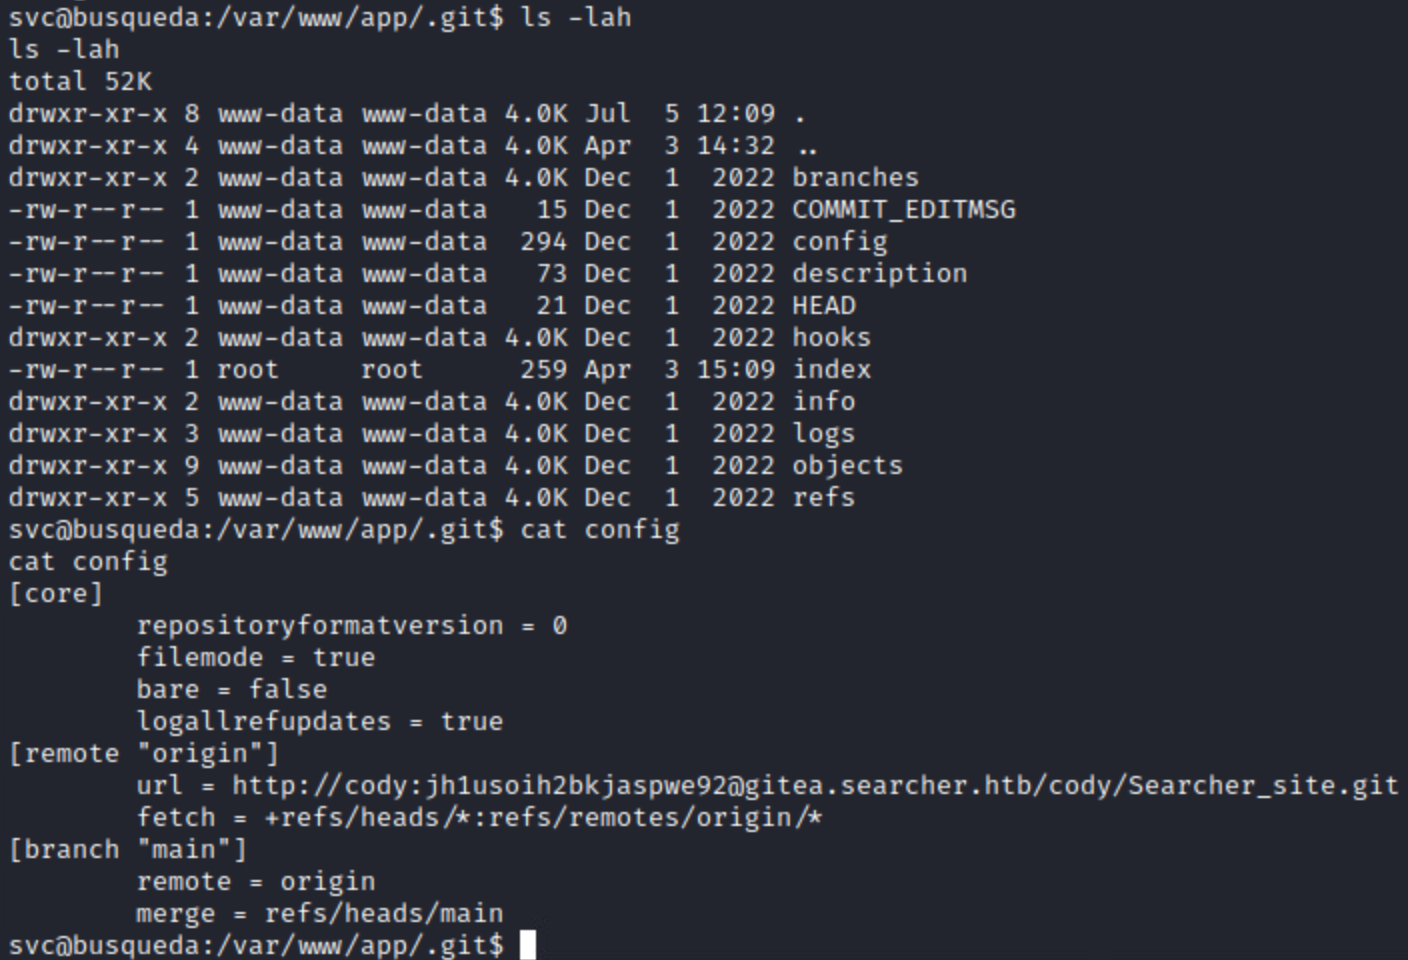 svc@busqueda:/var/www/app/.git$ ls -lah
ls -lah
total 52K
drwxr-xr-x 8 www-data www-data 4.0K Jul  5 12:09 .
drwxr-xr-x 4 www-data www-data 4.0K Apr  3 14:32 ..
drwxr-xr-x 2 www-data www-data 4.0K Dec  1  2022 branches
-rw-r--r-- 1 www-data www-data   15 Dec  1  2022 COMMIT_EDITMSG
-rw-r--r-- 1 www-data www-data  294 Dec  1  2022 config
-rw-r--r-- 1 www-data www-data   73 Dec  1  2022 description
-rw-r--r-- 1 www-data www-data   21 Dec  1  2022 HEAD
drwxr-xr-x 2 www-data www-data 4.0K Dec  1  2022 hooks
-rw-r--r-- 1 root     root      259 Apr  3 15:09 index
drwxr-xr-x 2 www-data www-data 4.0K Dec  1  2022 info
drwxr-xr-x 3 www-data www-data 4.0K Dec  1  2022 logs
drwxr-xr-x 9 www-data www-data 4.0K Dec  1  2022 objects
drwxr-xr-x 5 www-data www-data 4.0K Dec  1  2022 refs
svc@busqueda:/var/www/app/.git$ cat config
cat config
[core]
        repositoryformatversion = 0
        filemode = true
        bare = false
        logallrefupdates = true
[remote "origin"]
        url = http://cody:jh1usoih2bkjaspwe92@gitea.searcher.htb/cody/Searcher_site.git
        fetch = +refs/heads/*:refs/remotes/origin/*
[branch "main"]
        remote = origin
        merge = refs/heads/main
svc@busqueda:/var/www/app/.git$